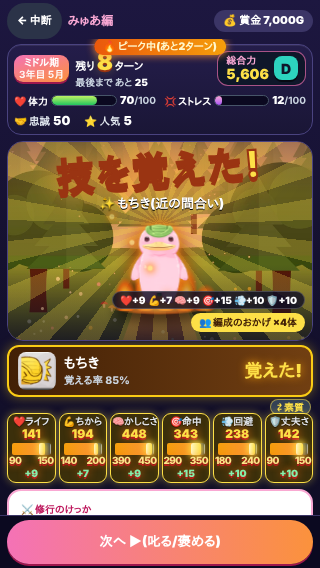 ← 中断
みゅあ編
💰 賞金 7,000G
🔥 ピーク中(あと2ターン)
ミドル期
3年目 5月
残り8ターン
最後まで あと 25
総合力
5,606
D
❤️ 体力 70/100
💢 ストレス 12/100
🤝 忠誠 50 ⭐ 人気 5
技を覚えた!
✨ もちき(近の間合い)
❤️+9 💪+7 🧠+9 🎯+15 💨+10 🛡️+10
👥 編成のおかげ ×4体
もちき
覚える率 85%
覚えた!
⇄ 素質
❤️ライフ 💪ちから 🧠かしこさ 🎯命中 💨回避 🛡️丈夫さ
141 194 448 343 238 142
90 150 140 200 390 450 290 350 180 240 90 150
+9 +7 +9 +15 +10 +10
⚔️ 修行のけっか
次へ ▶(叱る/褒める)